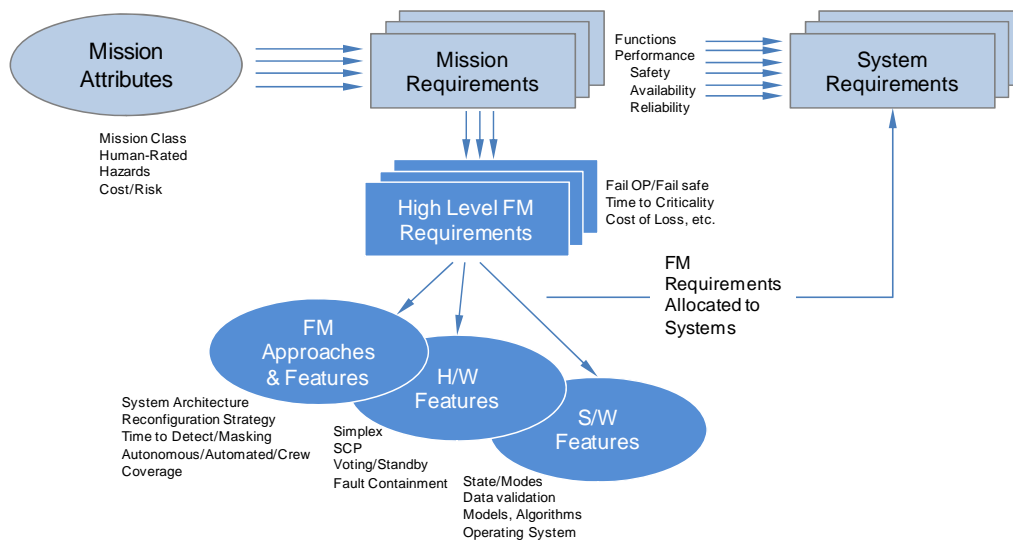 Mission
Attributes
Mission Class
Human-Rated
Hazards
Cost/Risk
Mission
Requirements
Functions
Performance
Safety
Availability
Reliability
System
Requirements
High Level FM
Requirements
Fail OP/Fail safe
Time to Criticality
Cost of Loss, etc.
FM
Requirements
Allocated to
Systems
FM
Approaches
& Features
System Architecture
Reconfiguration Strategy
Time to Detect/Masking
Autonomous/Automated/Crew
Coverage
H/W
Features
Simplex
SCP
Voting/Standby
Fault Containment
S/W
Features
State/Modes
Data validation
Models, Algorithms
Operating System